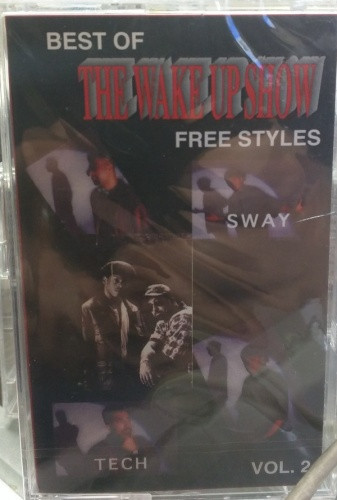 BEST OF
THE WAKE UP SHOW
FREE STYLES
SWAY
TECH
VOL. 2